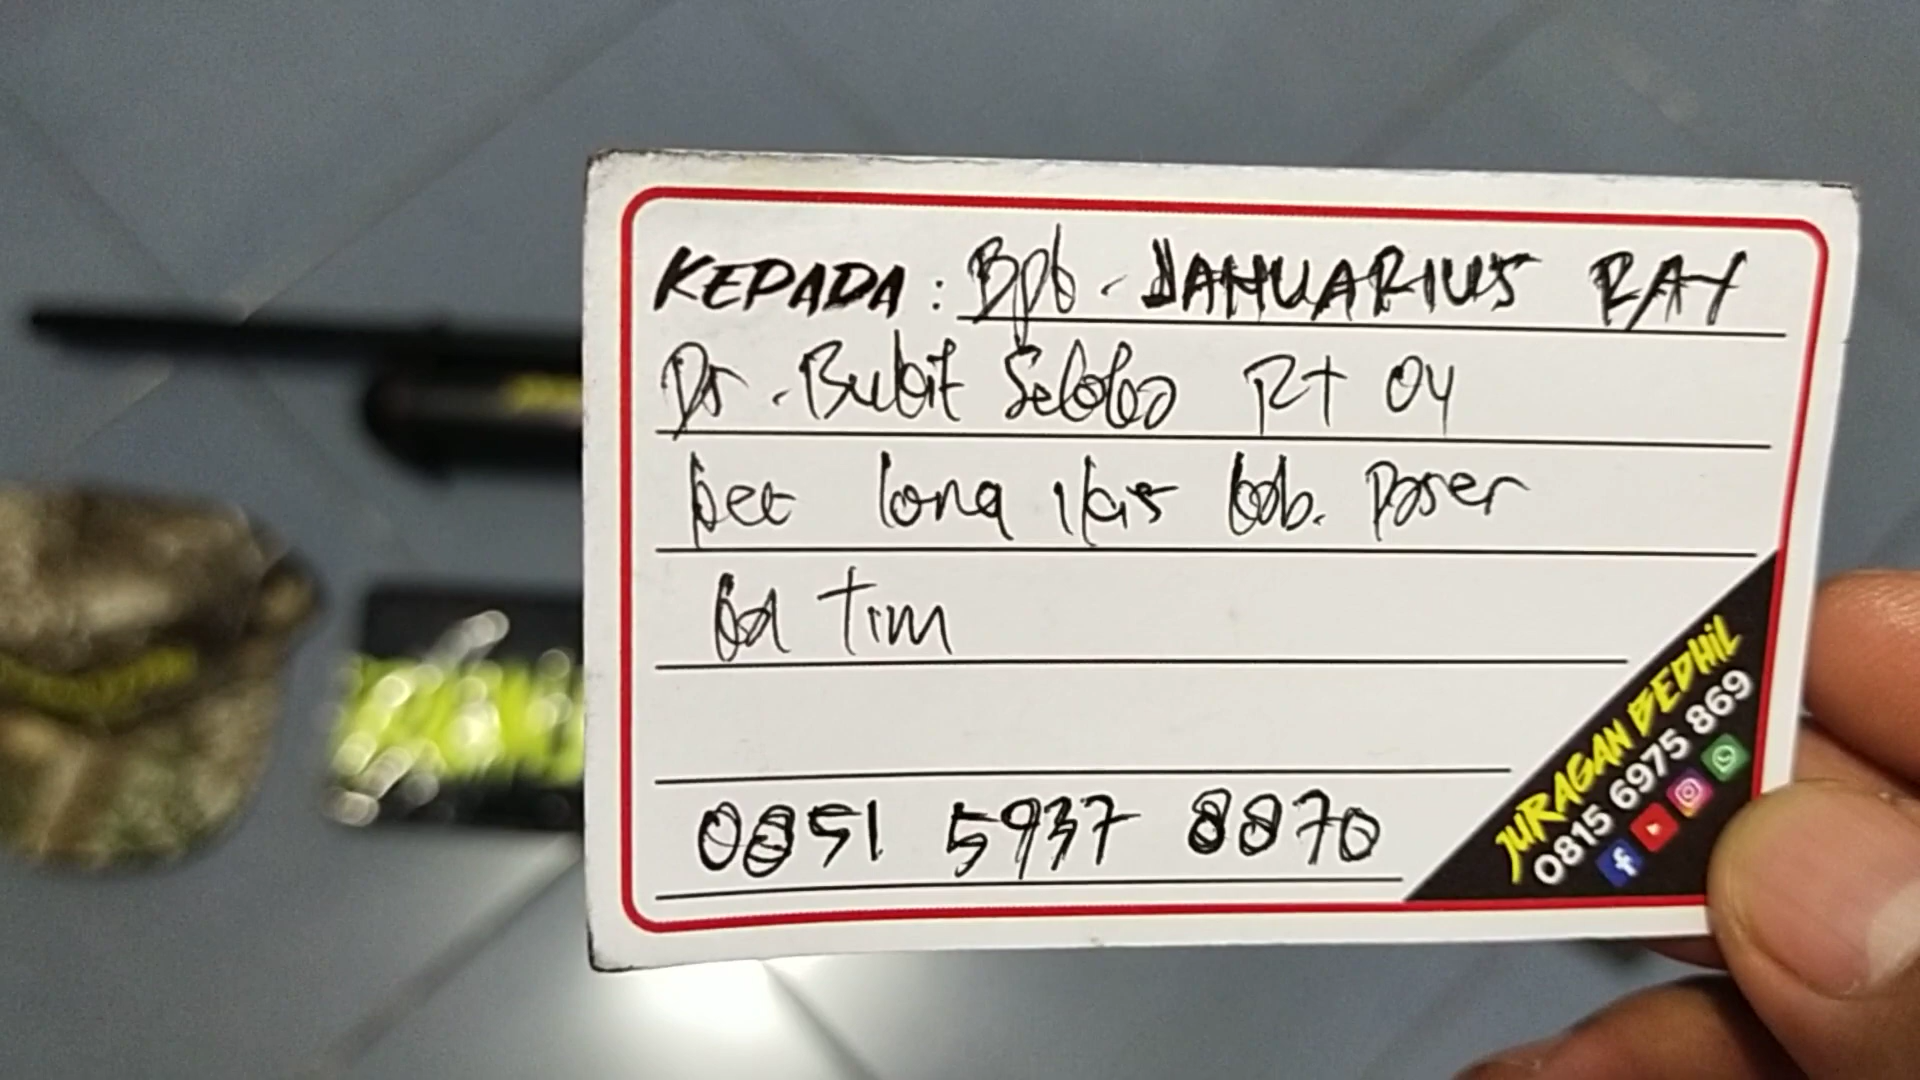 KEPADA : Bpk. JANUARIUS RAY
Ds. Bukit Seloka Rt 04
kec long ikis kab. Paser
kal Tim
0851 5937 8870
JURAGAN BEDHIL
0815 6975 869